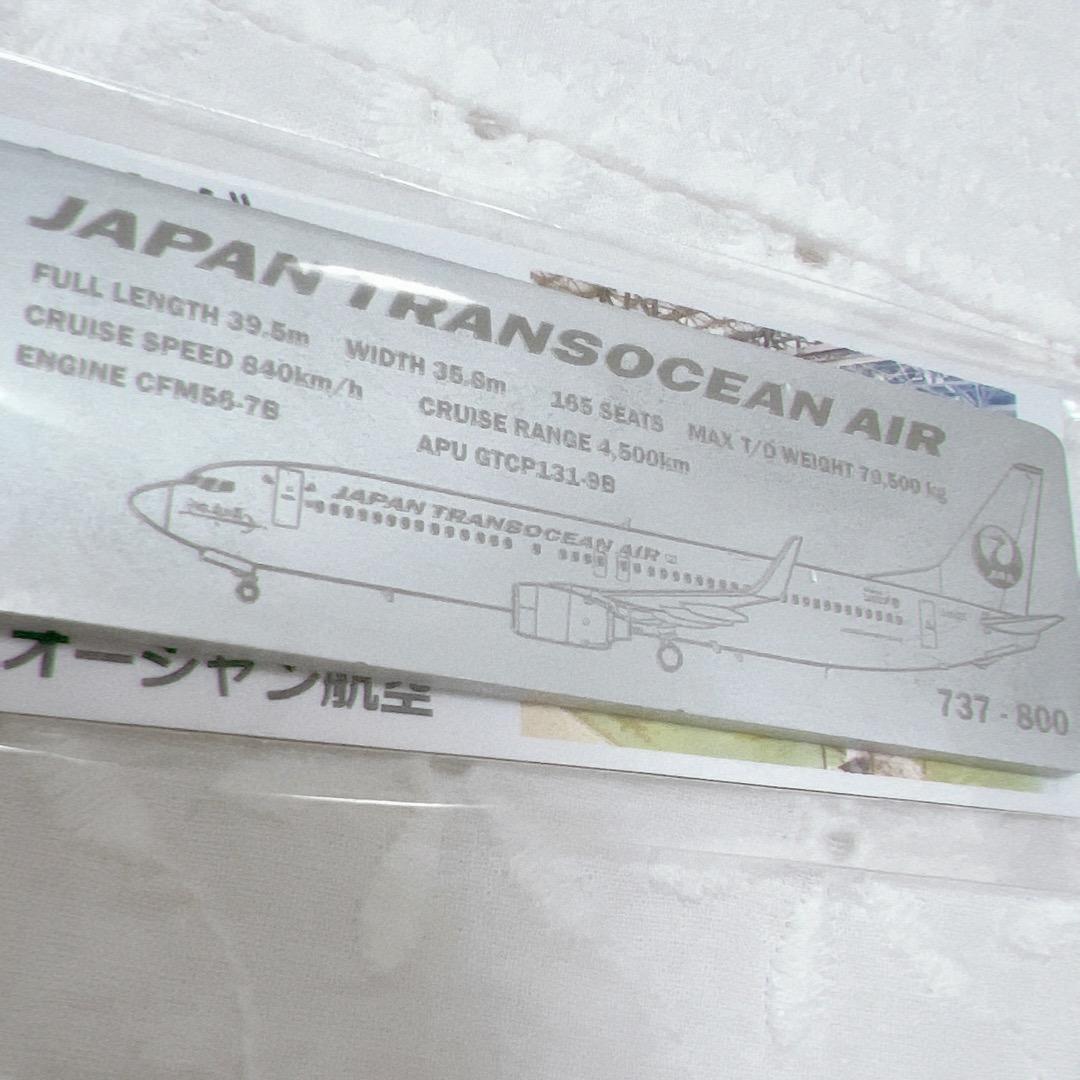 JAPAN TRANSOCEAN AIR
FULL LENGTH 39.5m WIDTH 35.8m 165 SEATS MAX T/O WEIGHT 70,500 kg
CRUISE SPEED 840km/h CRUISE RANGE 4,500km
ENGINE CFM56-7B APU GTCP131-9B
JAPAN TRANSOCEAN AIR
JAL
737-800
オーシャン航空